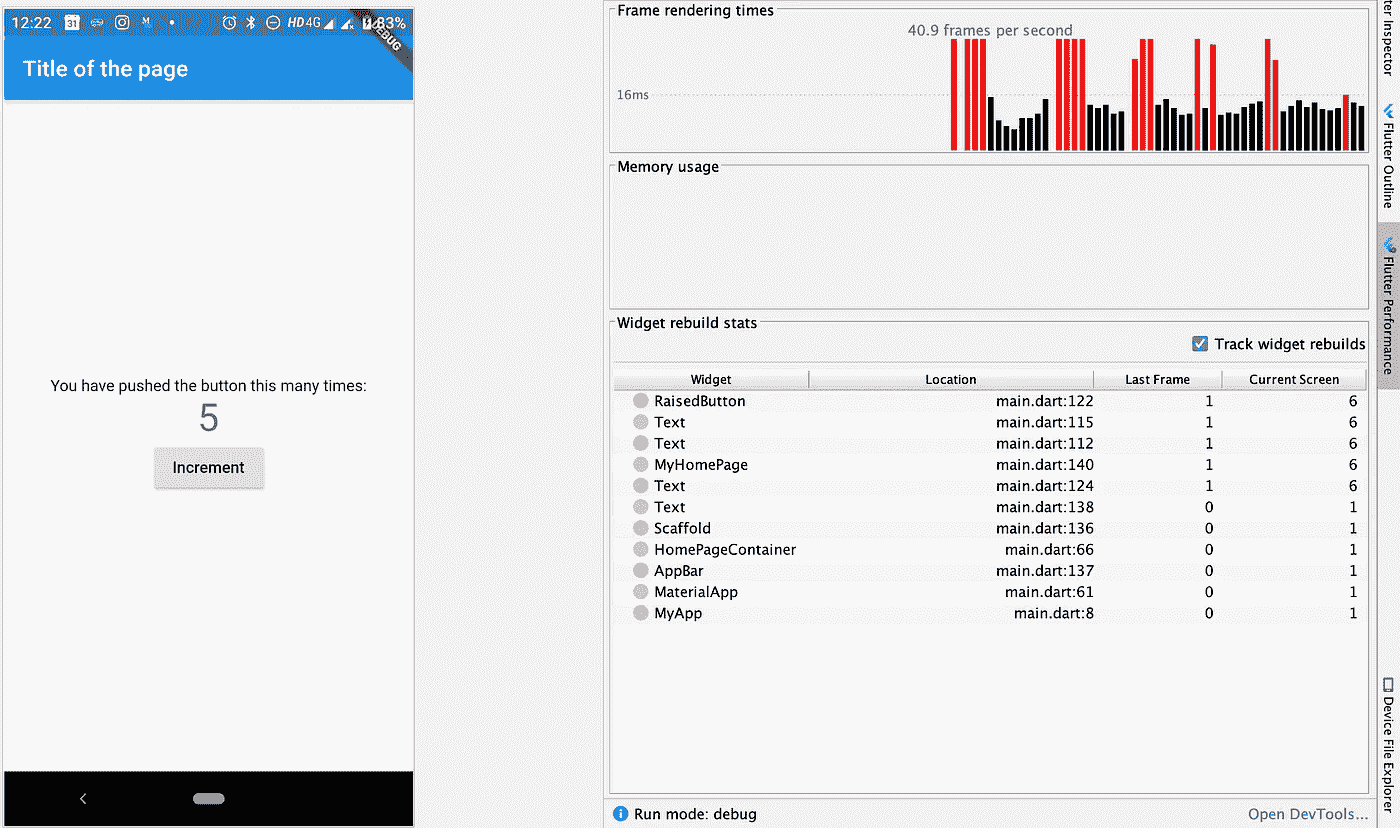 12:22 31 M HD4G 83%
DEBUG
Title of the page
You have pushed the button this many times:
5
Increment
Frame rendering times
40.9 frames per second
16ms
Memory usage
Widget rebuild stats
Track widget rebuilds
Widget Location Last Frame Current Screen
RaisedButton main.dart:122 1 6
Text main.dart:115 1 6
Text main.dart:112 1 6
MyHomePage main.dart:140 1 6
Text main.dart:124 1 6
Text main.dart:138 0 1
Scaffold main.dart:136 0 1
HomePageContainer main.dart:66 0 1
AppBar main.dart:137 0 1
MaterialApp main.dart:61 0 1
MyApp main.dart:8 0 1
Run mode: debug
Open DevTools...
ter Inspector
Flutter Outline
Flutter Performance
Device File Explorer